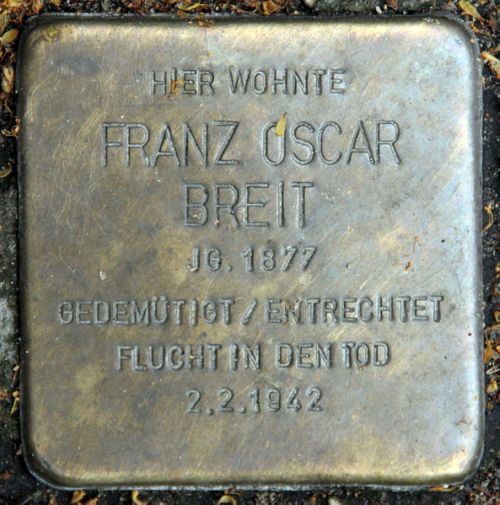 HIER WOHNTE
FRANZ OSCAR
BREIT
JG. 1877
GEDEMÜTIGT / ENTRECHTET
FLUCHT IN DEN TOD
2.2.1942